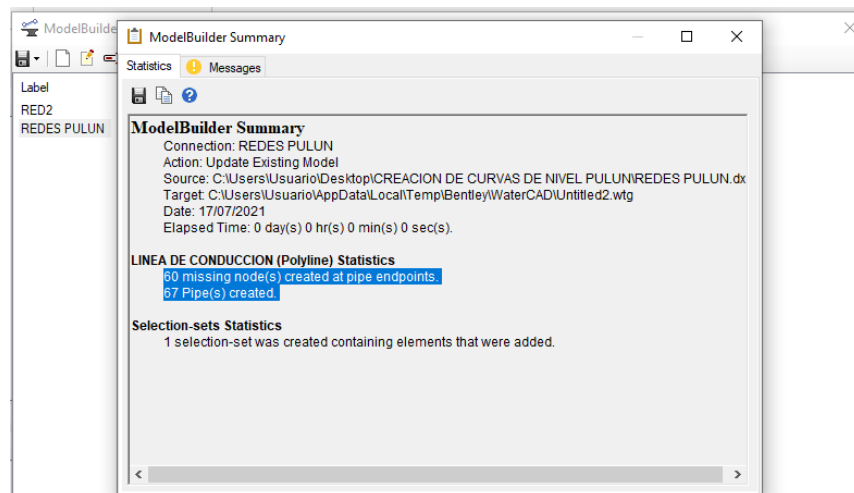 ModelBuilde
ModelBuilder Summary
Label
RED2
REDES PULUN
Statistics
Messages
ModelBuilder Summary
Connection: REDES PULUN
Action: Update Existing Model
Source: C:\Users\Usuario\Desktop\CREACION DE CURVAS DE NIVEL PULUN\REDES PULUN.dx
Target: C:\Users\Usuario\AppData\Local\Temp\Bentley\WaterCAD\Untitled2.wtg
Date: 17/07/2021
Elapsed Time: 0 day(s) 0 hr(s) 0 min(s) 0 sec(s).
LINEA DE CONDUCCION (Polyline) Statistics
60 missing node(s) created at pipe endpoints.
67 Pipe(s) created.
Selection-sets Statistics
1 selection-set was created containing elements that were added.